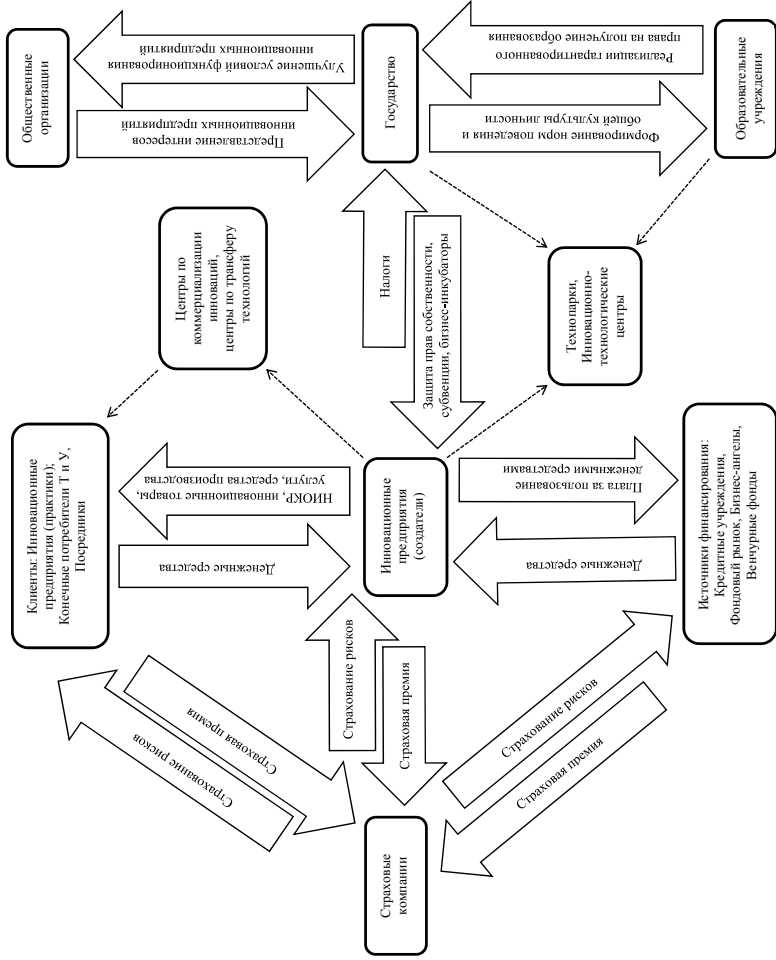 Клиенты: Инновационные
предприятия (практики);
Конечные потребители Т и У,
Посредники
Центры по
коммерциализации
инноваций,
центры по трансферу
технологий
Общественные
организации
Страхование рисков
Страховая премия
Денежные средства
НИОКР, инновационные товары,
услуги, средства производства
Представление интересов
инновационных предприятий
Улучшение условий функционирования
инновационных предприятий
Страховые
компании
Страхование рисков
Страховая премия
Инновационные
предприятия
(создатели)
Налоги
Защита прав собственности,
субвенции, бизнес-инкубаторы
Государство
Страхование рисков
Страховая премия
Денежные средства
Плата за пользование
денежными средствами
Технопарки,
Инновационно-
технологические
центры
Формирование норм поведения и
общей культуры личности
Реализации гарантированного
права на получение образования
Источники финансирования:
Кредитные учреждения,
Фондовый рынок, Бизнес-ангелы,
Венчурные фонды
Образовательные
учреждения